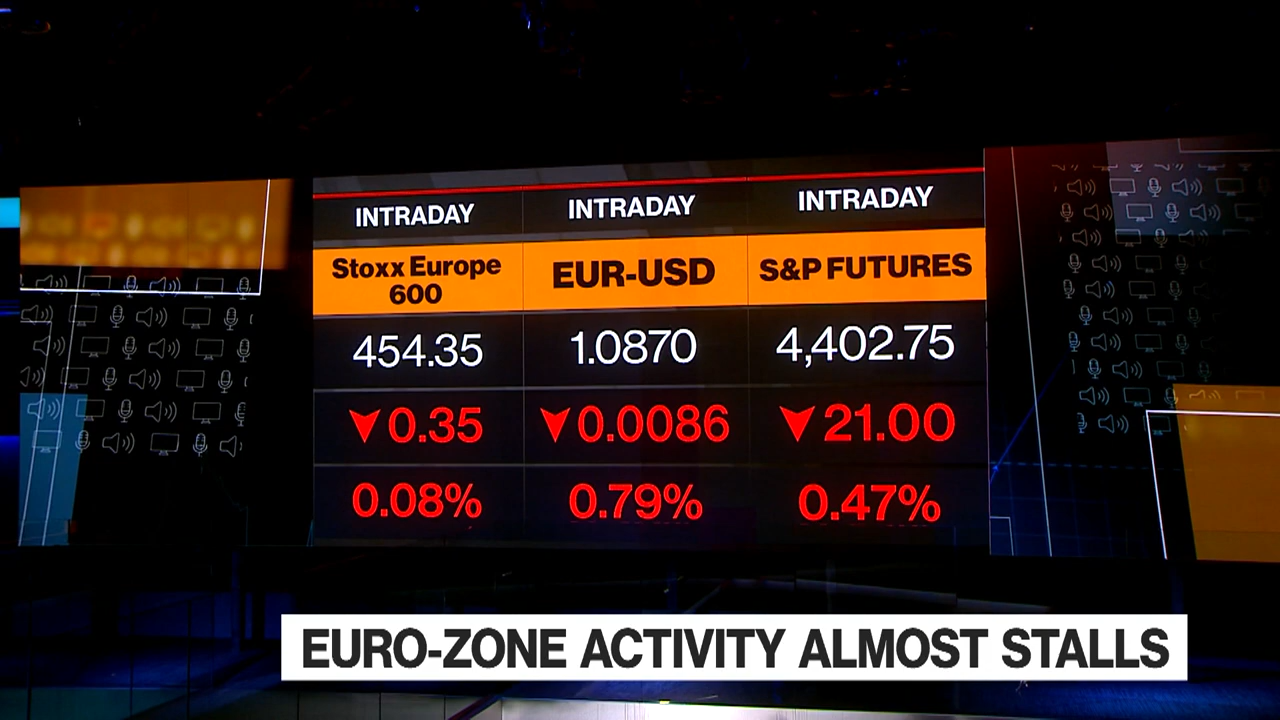 INTRADAY INTRADAY INTRADAY
Stoxx Europe
600
EUR-USD S&P FUTURES
454.35 1.0870 4,402.75
▼0.35 ▼0.0086 ▼21.00
0.08% 0.79% 0.47%
EURO-ZONE ACTIVITY ALMOST STALLS